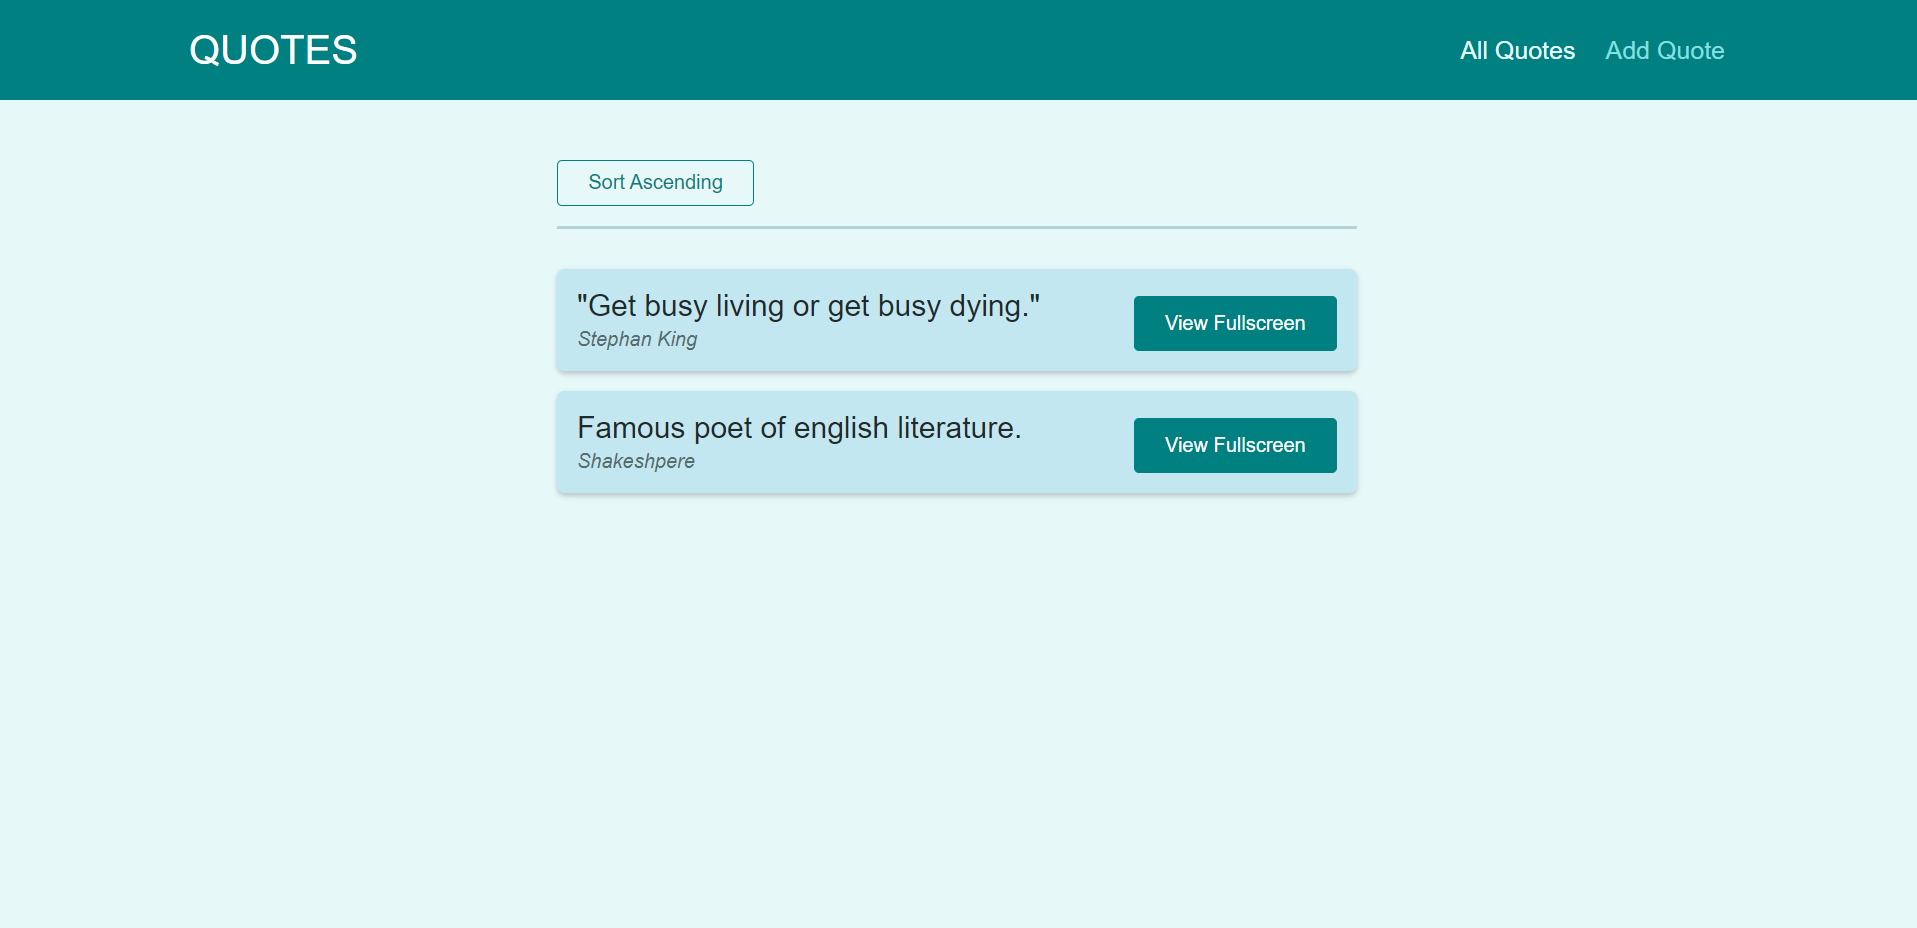 QUOTES
All Quotes Add Quote
Sort Ascending
"Get busy living or get busy dying."
Stephan King
View Fullscreen
Famous poet of english literature.
Shakeshpere
View Fullscreen